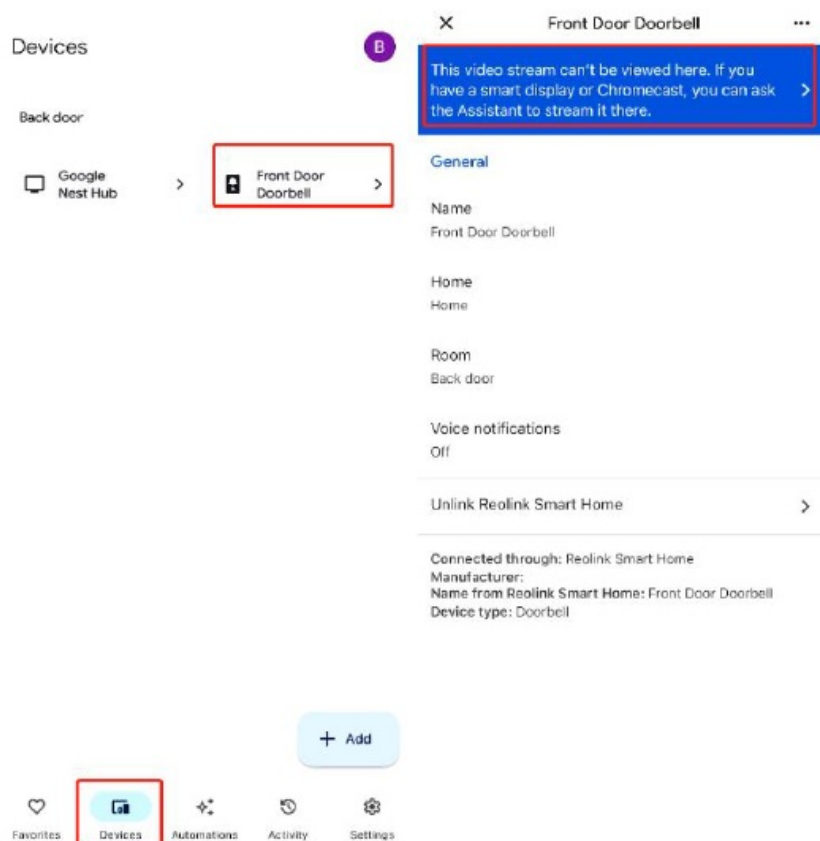 Devices
B
Back door
Google
Nest Hub
Front Door
Doorbell
+ Add
Favorites
Devices
Automations
Activity
Settings
Front Door Doorbell
This video stream can't be viewed here. If you
have a smart display or Chromecast, you can ask
the Assistant to stream it there.
General
Name
Front Door Doorbell
Home
Home
Room
Back door
Voice notifications
Off
Unlink Reolink Smart Home
Connected through: Reolink Smart Home
Manufacturer:
Name from Reolink Smart Home: Front Door Doorbell
Device type: Doorbell